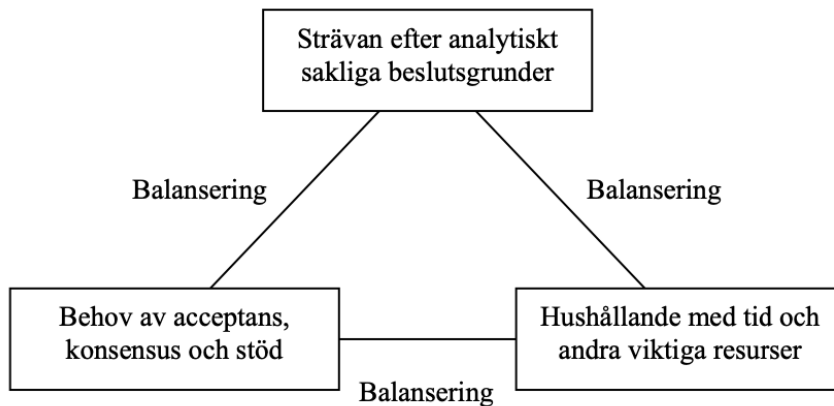 Strävan efter analytiskt
sakliga beslutsgrunder
Balansering
Balansering
Behov av acceptans,
konsensus och stöd
Hushållande med tid och
andra viktiga resurser
Balansering